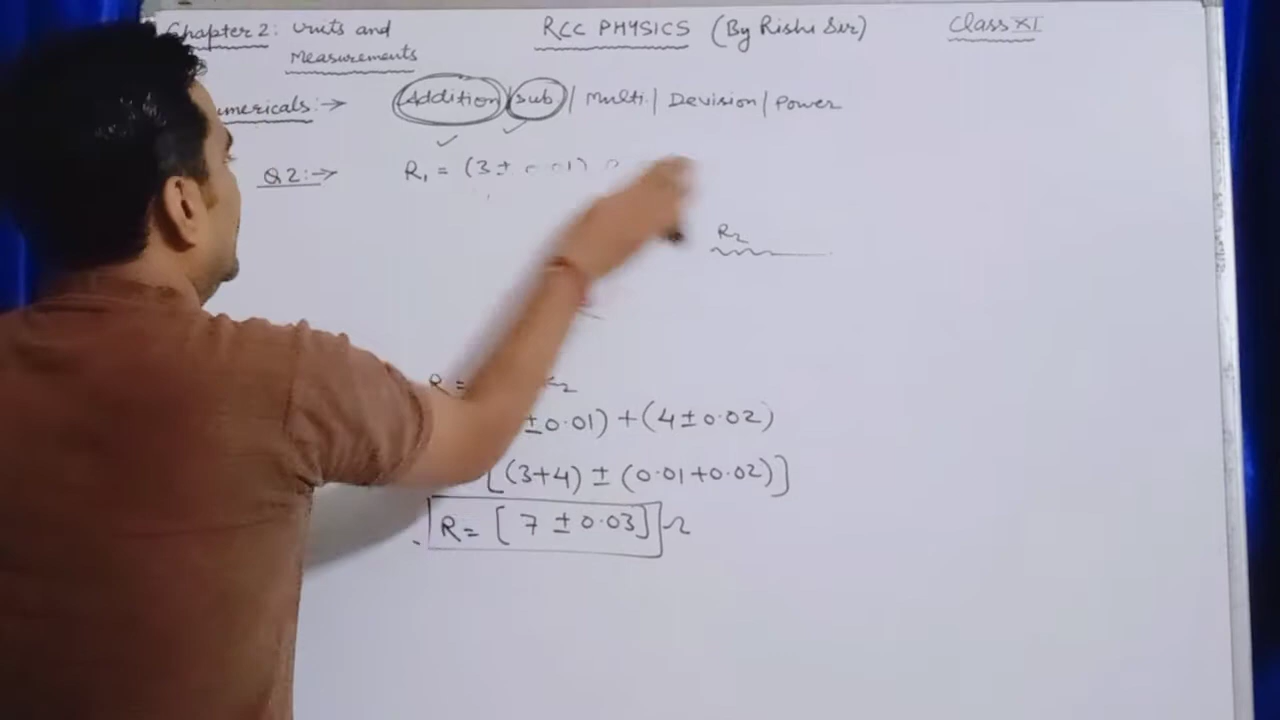 Chapter 2: Units and RCC PHYSICS (By Rishi Sir) Class XI
Measurements
umericals:→ Addition / Sub / Multi. / Devision / Power
Q2:→ R₁ = (3 ±
R₂
R =
±0.01) + (4 ± 0.02)
[(3+4) ± (0.01+0.02)]
R = [7 ± 0.03] Ω